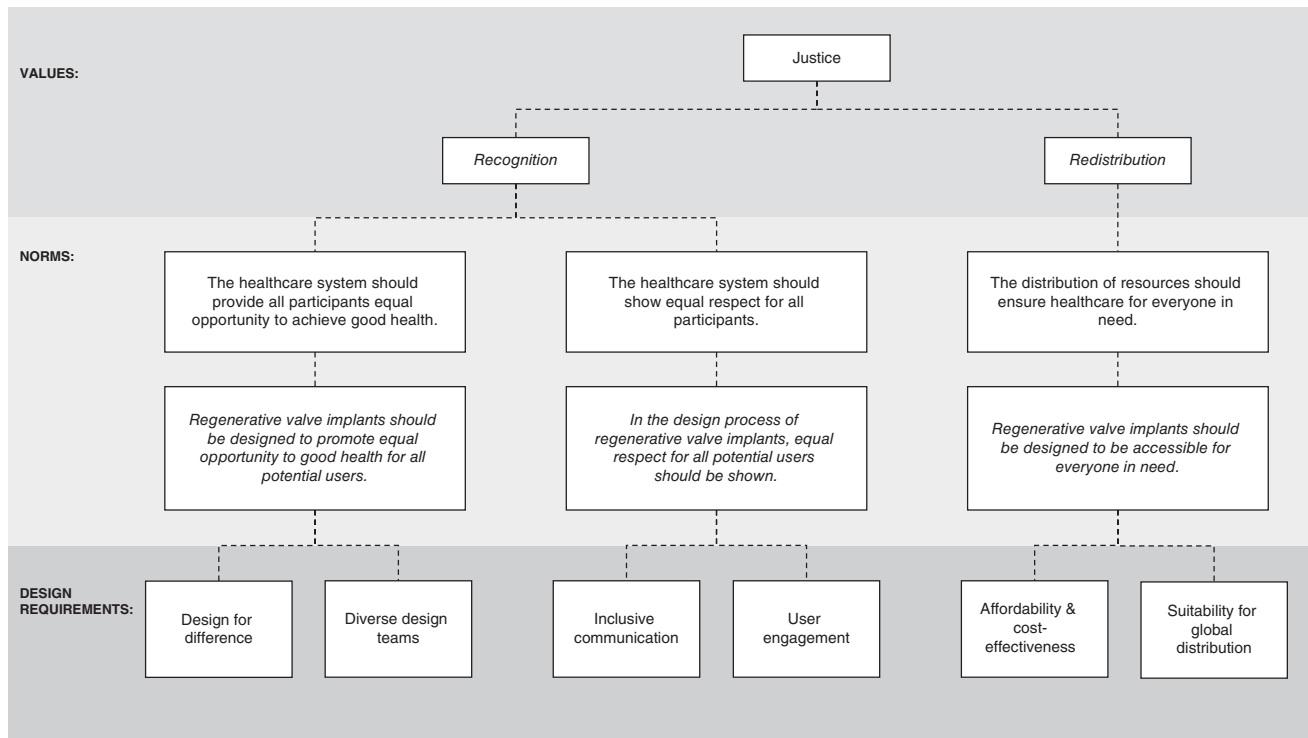 VALUES:
Justice
Recognition
Redistribution
NORMS:
The healthcare system should
provide all participants equal
opportunity to achieve good health.
The healthcare system should
show equal respect for all
participants.
The distribution of resources should
ensure healthcare for everyone in
need.
Regenerative valve implants should
be designed to promote equal
opportunity to good health for all
potential users.
In the design process of
regenerative valve implants, equal
respect for all potential users
should be shown.
Regenerative valve implants should
be designed to be accessible for
everyone in need.
DESIGN
REQUIREMENTS:
Design for
difference
Diverse design
teams
Inclusive
communication
User
engagement
Affordability &
cost-
effectiveness
Suitability for
global
distribution